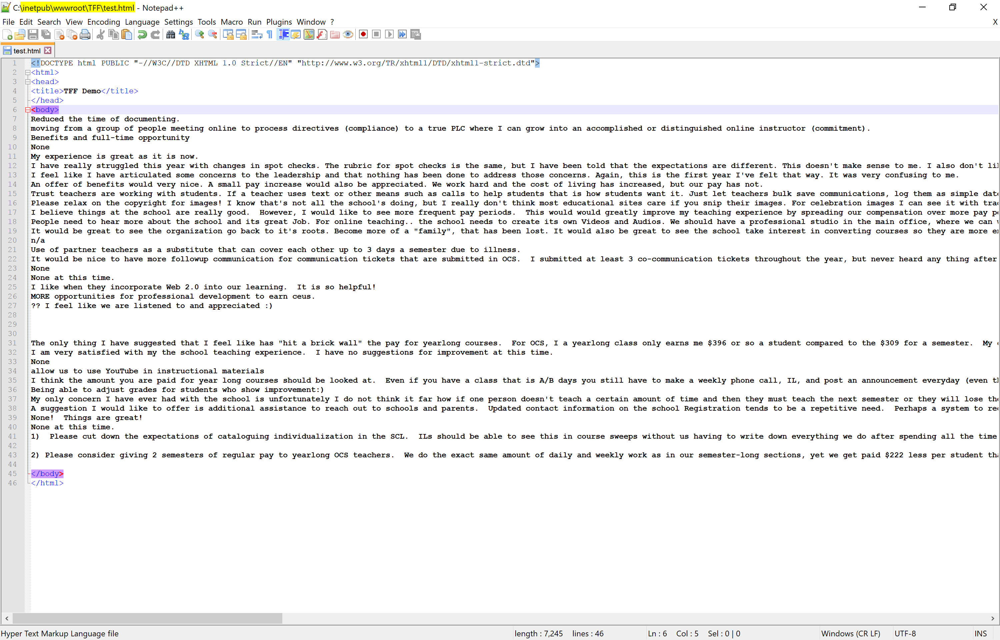 C:\inetpub\wwwroot\TFF\test.html - Notepad++
File Edit Search View Encoding Language Settings Tools Macro Run Plugins Window ?
X
test.html
1 <!DOCTYPE html PUBLIC "-//W3C//DTD XHTML 1.0 Strict//EN" "http://www.w3.org/TR/xhtml1/DTD/xhtml1-strict.dtd">
2 <html>
3 <head>
4 <title>TFF Demo</title>
5 </head>
6 <body>
7 Reduced the time of documenting.
8 moving from a group of people meeting online to process directives (compliance) to a true PLC where I can grow into an accomplished or distinguished online instructor (commitment).
9 Benefits and full-time opportunity
10 None
11 My experience is great as it is now.
12 I have really struggled this year with changes in spot checks. The rubric for spot checks is the same, but I have been told that the expectations are different. This doesn't make sense to me. I also don't
13 I feel like I have articulated some concerns to the leadership and that nothing has been done to address those concerns. Again, this is the first year I've felt that way. It was very confusing to me.
14 An offer of benefits would very nice. A small pay increase would also be appreciated. We work hard and the cost of living has increased, but our pay has not.
15 Trust teachers are working with students. If a teacher uses text or other means such as calls to help students that is how students want it. Just let teachers bulk save communications, log them as simple
16 Please relax on the copyright for images! I know that's not all the school's doing, but I really don't think most educational sites care if you snip their images. For celebration images I can see it with
17 I believe things at the school are really good.  However, I would like to see more frequent pay periods.  This would would greatly improve my teaching experience by spreading our compensation over more pay
18 People need to hear more about the school and its great Job. For online teaching.. the school needs to create its own Videos and Audios. We should have a professional studio in the main office, where we can
19 It would be great to see the organization go back to it's roots. Become more of a "family", that has been lost. It would also be great to see the school take interest in converting courses so they are more
20 n/a
21 Use of partner teachers as a substitute that can cover each other up to 3 days a semester due to illness.
22 It would be nice to have more followup communication for communication tickets that are submitted in OCS.  I submitted at least 3 co-communication tickets throughout the year, but never heard any thing after
23 None
24 None at this time.
25 I like when they incorporate Web 2.0 into our learning.  It is so helpful!
26 MORE opportunities for professional development to earn ceus.
27 ?? I feel like we are listened to and appreciated :)
28
29
30
31 The only thing I have suggested that I feel like has "hit a brick wall" the pay for yearlong courses.  For OCS, I a yearlong class only earns me $396 or so a student compared to the $309 for a semester.  My
32 I am very satisfied with my the school teaching experience.  I have no suggestions for improvement at this time.
33 None
34 allow us to use YouTube in instructional materials
35 I think the amount you are paid for year long courses should be looked at.  Even if you have a class that is A/B days you still have to make a weekly phone call, IL, and post an announcement everyday (even
36 Being able to adjust grades for students who show improvement:)
37 My only concern I have ever had with the school is unfortunately I do not think it far how if one person doesn't teach a certain amount of time and then they must teach the next semester or they will lose
38 A suggestion I would like to offer is additional assistance to reach out to schools and parents.  Updated contact information on the school Registration tends to be a repetitive need.  Perhaps a system to
39 None!  Things are great!
40 None at this time.
41 1)  Please cut down the expectations of cataloguing individualization in the SCL.  ILs should be able to see this in course sweeps without us having to write down everything we do after spending all the time
42
43 2) Please consider giving 2 semesters of regular pay to yearlong OCS teachers.  We do the exact same amount of daily and weekly work as in our semester-long sections, yet we get paid $222 less per student
44
45 </body>
46 </html>
Hyper Text Markup Language file length : 7,245 lines : 46 Ln : 6 Col : 5 Sel : 0 | 0 Windows (CR LF) UTF-8 INS